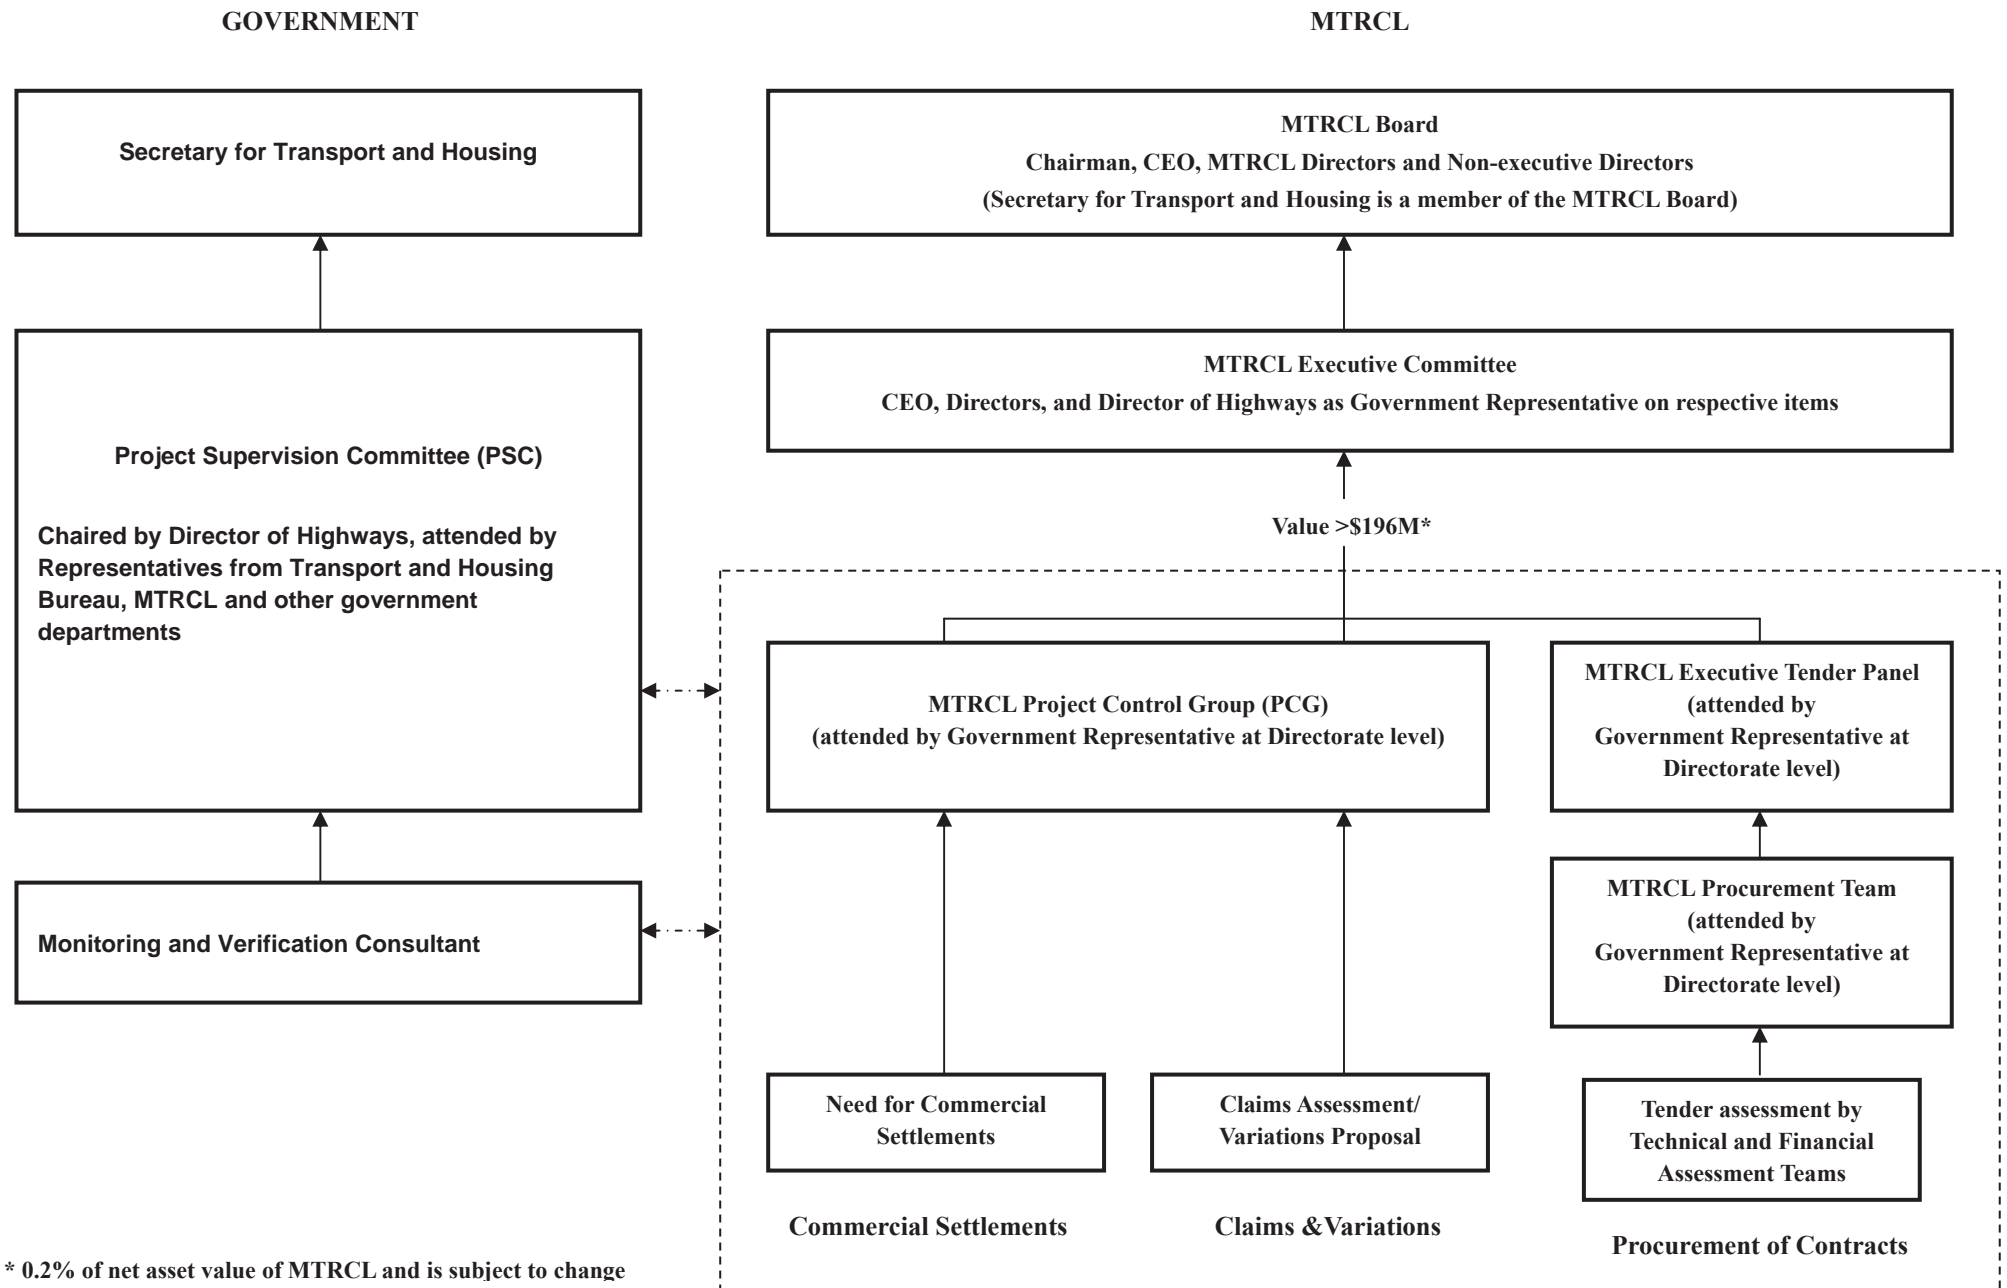 GOVERNMENT
MTRCL
Secretary for Transport and Housing
MTRCL Board
Chairman, CEO, MTRCL Directors and Non-executive Directors
(Secretary for Transport and Housing is a member of the MTRCL Board)
Project Supervision Committee (PSC)
Chaired by Director of Highways, attended by
Representatives from Transport and Housing
Bureau, MTRCL and other government
departments
MTRCL Executive Committee
CEO, Directors, and Director of Highways as Government Representative on respective items
Value >$196M*
MTRCL Project Control Group (PCG)
(attended by Government Representative at Directorate level)
MTRCL Executive Tender Panel
(attended by
Government Representative at
Directorate level)
Monitoring and Verification Consultant
MTRCL Procurement Team
(attended by
Government Representative at
Directorate level)
Need for Commercial
Settlements
Claims Assessment/
Variations Proposal
Tender assessment by
Technical and Financial
Assessment Teams
Commercial Settlements
Claims &Variations
Procurement of Contracts
* 0.2% of net asset value of MTRCL and is subject to change